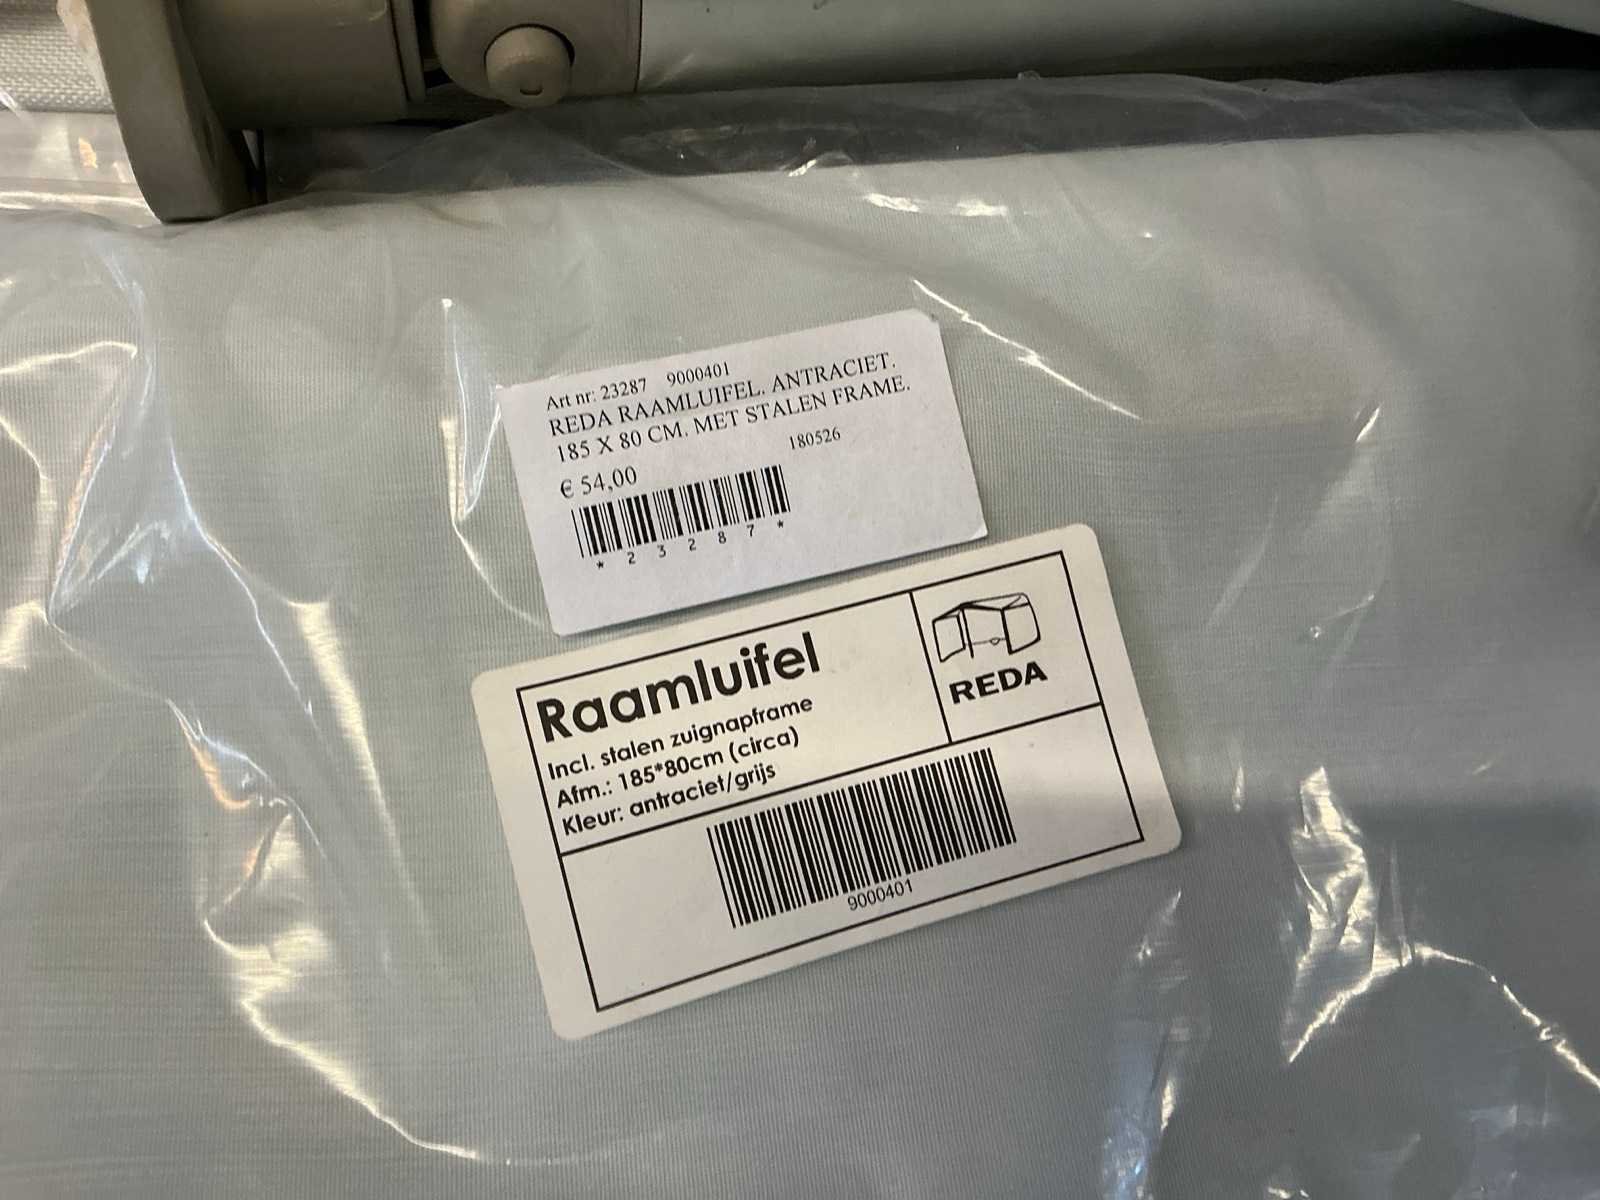 Art nr: 23287 9000401
REDA RAAMLUIFEL. ANTRACIET.
185 X 80 CM. MET STALEN FRAME.
180526
€ 54,00
* 2 3 2 8 7 *
Raamluifel
Incl. stalen zuignapframe
Afm.: 185*80cm (circa)
Kleur: antraciet/grijs
REDA
9000401